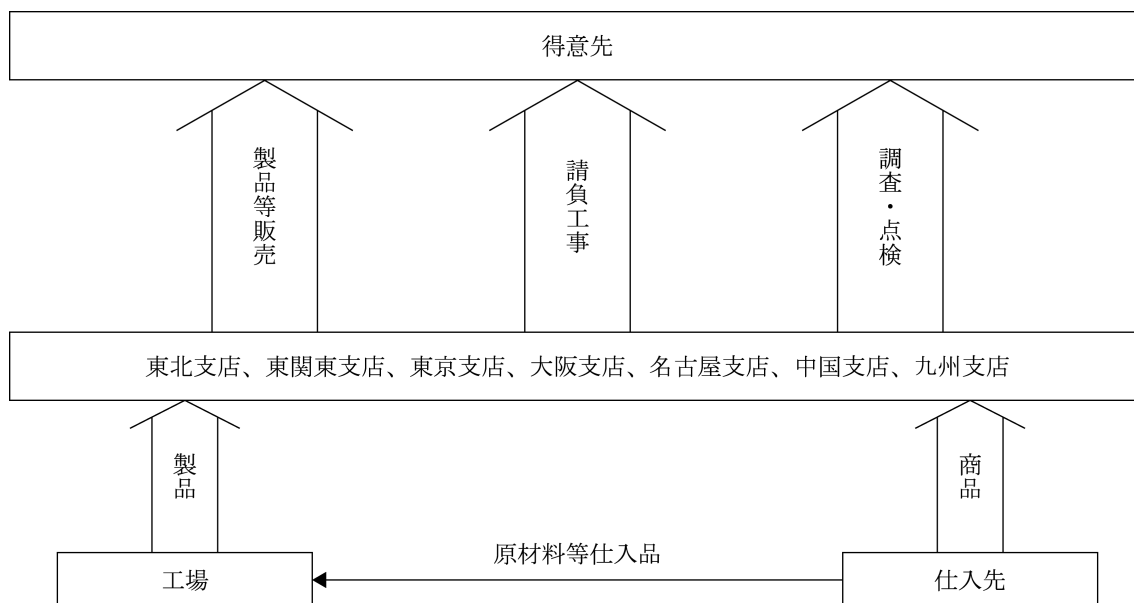 得意先
製品等販売
請負工事
調査・点検
東北支店、東関東支店、東京支店、大阪支店、名古屋支店、中国支店、九州支店
製品
商品
原材料等仕入品
工場
仕入先